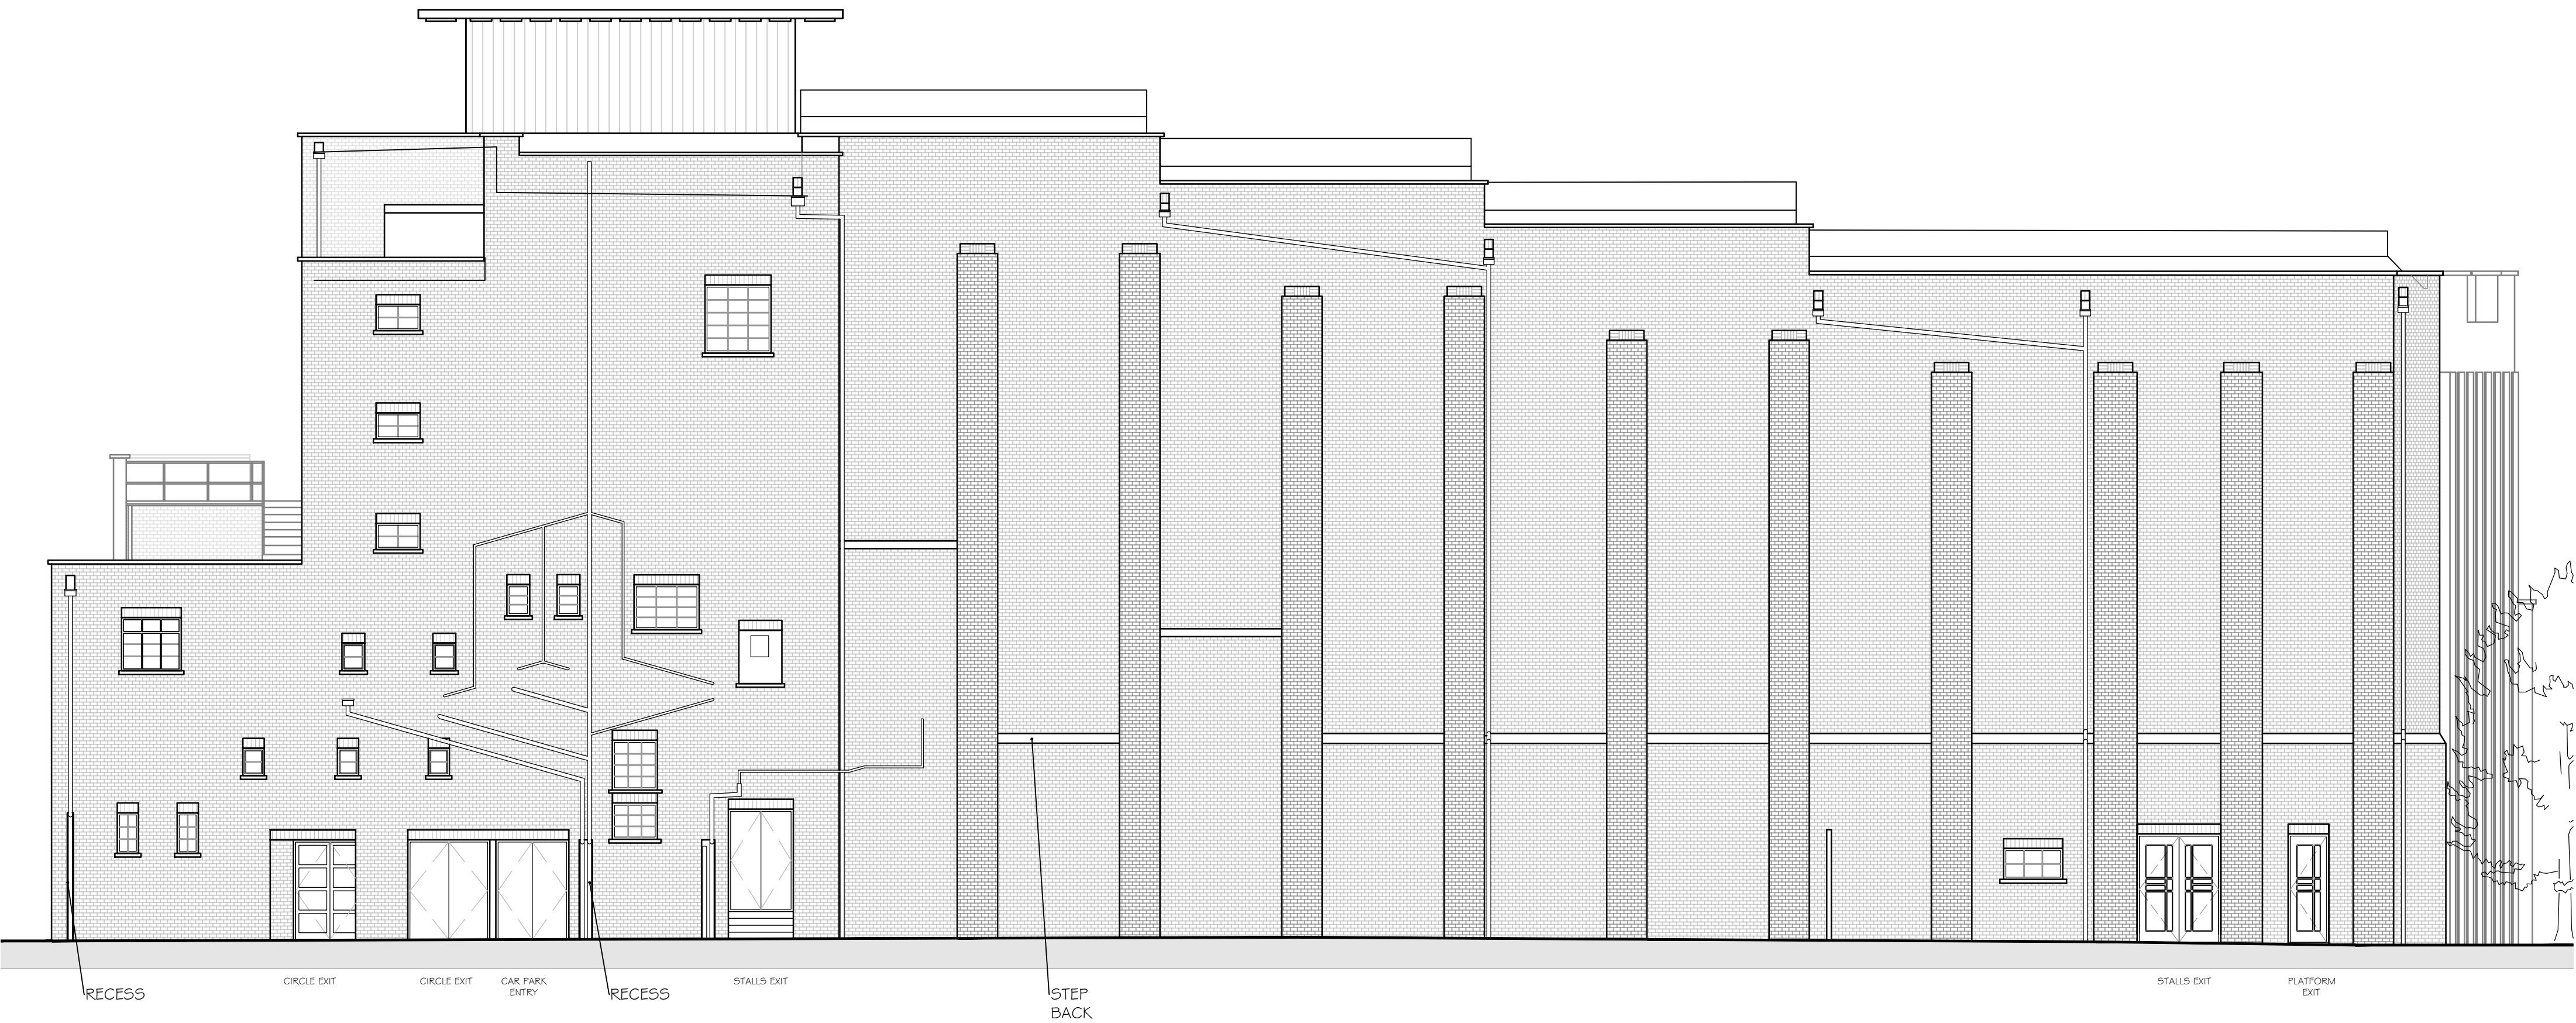 CIRCLE EXIT
CIRCLE EXIT
CAR PARK
ENTRY
STALLS EXIT
STALLS EXIT
PLATFORM
EXIT
RECESS
RECESS
STEP
BACK